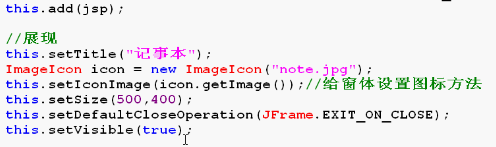 this.add(jsp);
//展现
this.setTitle("记事本");
ImageIcon icon = new ImageIcon("note.jpg");
this.setIconImage(icon.getImage());//给窗体设置图标方法
this.setSize(500,400);
this.setDefaultCloseOperation(JFrame.EXIT_ON_CLOSE);
this.setVisible(true);